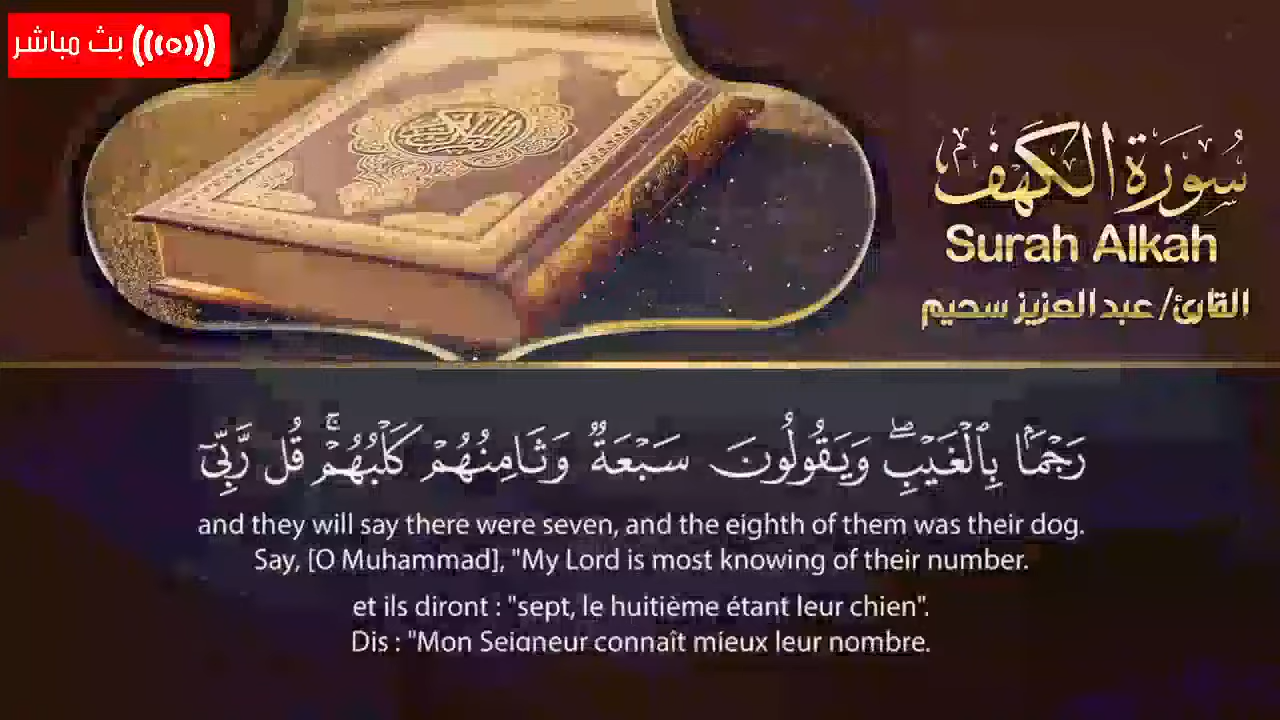 بث مباشر
سُورَةُ الكَهْف
Surah Alkah
القارئ/ عبد العزيز سحيم
رَجْمًۢا بِٱلْغَيْبِۖ وَيَقُولُونَ سَبْعَةٌۭ وَثَامِنُهُمْ كَلْبُهُمْۚ قُل رَّبِّىٓ
and they will say there were seven, and the eighth of them was their dog.
Say, [O Muhammad], "My Lord is most knowing of their number.
et ils diront : "sept, le huitième étant leur chien".
Dis : "Mon Seigneur connaît mieux leur nombre.